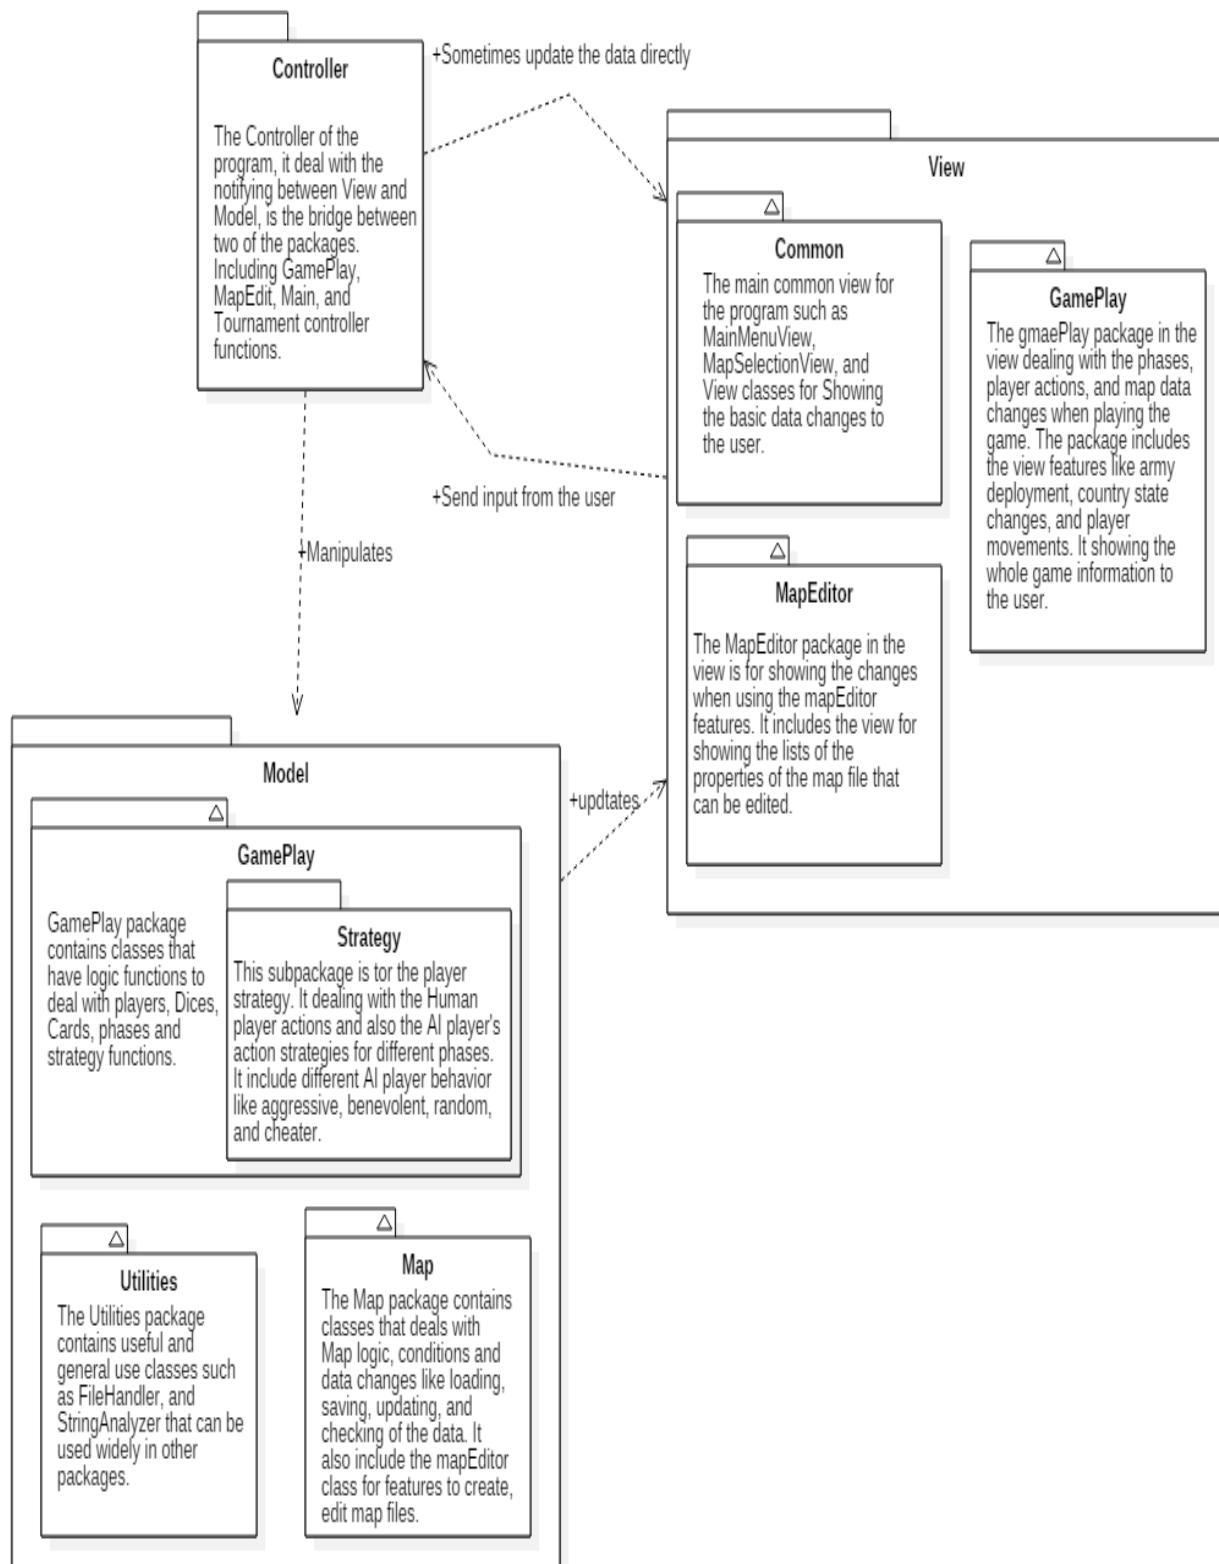 Controller
The Controller of the
program, it deal with the
notifying between View and
Model, is the bridge between
two of the packages.
Including GamePlay,
MapEdit, Main, and
Tournament controller
functions.
+Sometimes update the data directly
+Send input from the user
+Manipulates
View
Common
The main common view for
the program such as
MainMenuView,
MapSelectionView, and
View classes for Showing
the basic data changes to
the user.
GamePlay
The gmaePlay package in the
view dealing with the phases,
player actions, and map data
changes when playing the
game. The package includes
the view features like army
deployment, country state
changes, and player
movements. It showing the
whole game information to
the user.
MapEditor
The MapEditor package in the
view is for showing the changes
when using the mapEditor
features. It includes the view for
showing the lists of the
properties of the map file that
can be edited.
+updtates
Model
GamePlay
GamePlay package
contains classes that
have logic functions to
deal with players, Dices,
Cards, phases and
strategy functions.
Strategy
This subpackage is tor the player
strategy. It dealing with the Human
player actions and also the AI player's
action strategies for different phases.
It include different AI player behavior
like aggressive, benevolent, random,
and cheater.
Utilities
The Utilities package
contains useful and
general use classes such
as FileHandler, and
StringAnalyzer that can be
used widely in other
packages.
Map
The Map package contains
classes that deals with
Map logic, conditions and
data changes like loading,
saving, updating, and
checking of the data. It
also include the mapEditor
class for features to create,
edit map files.